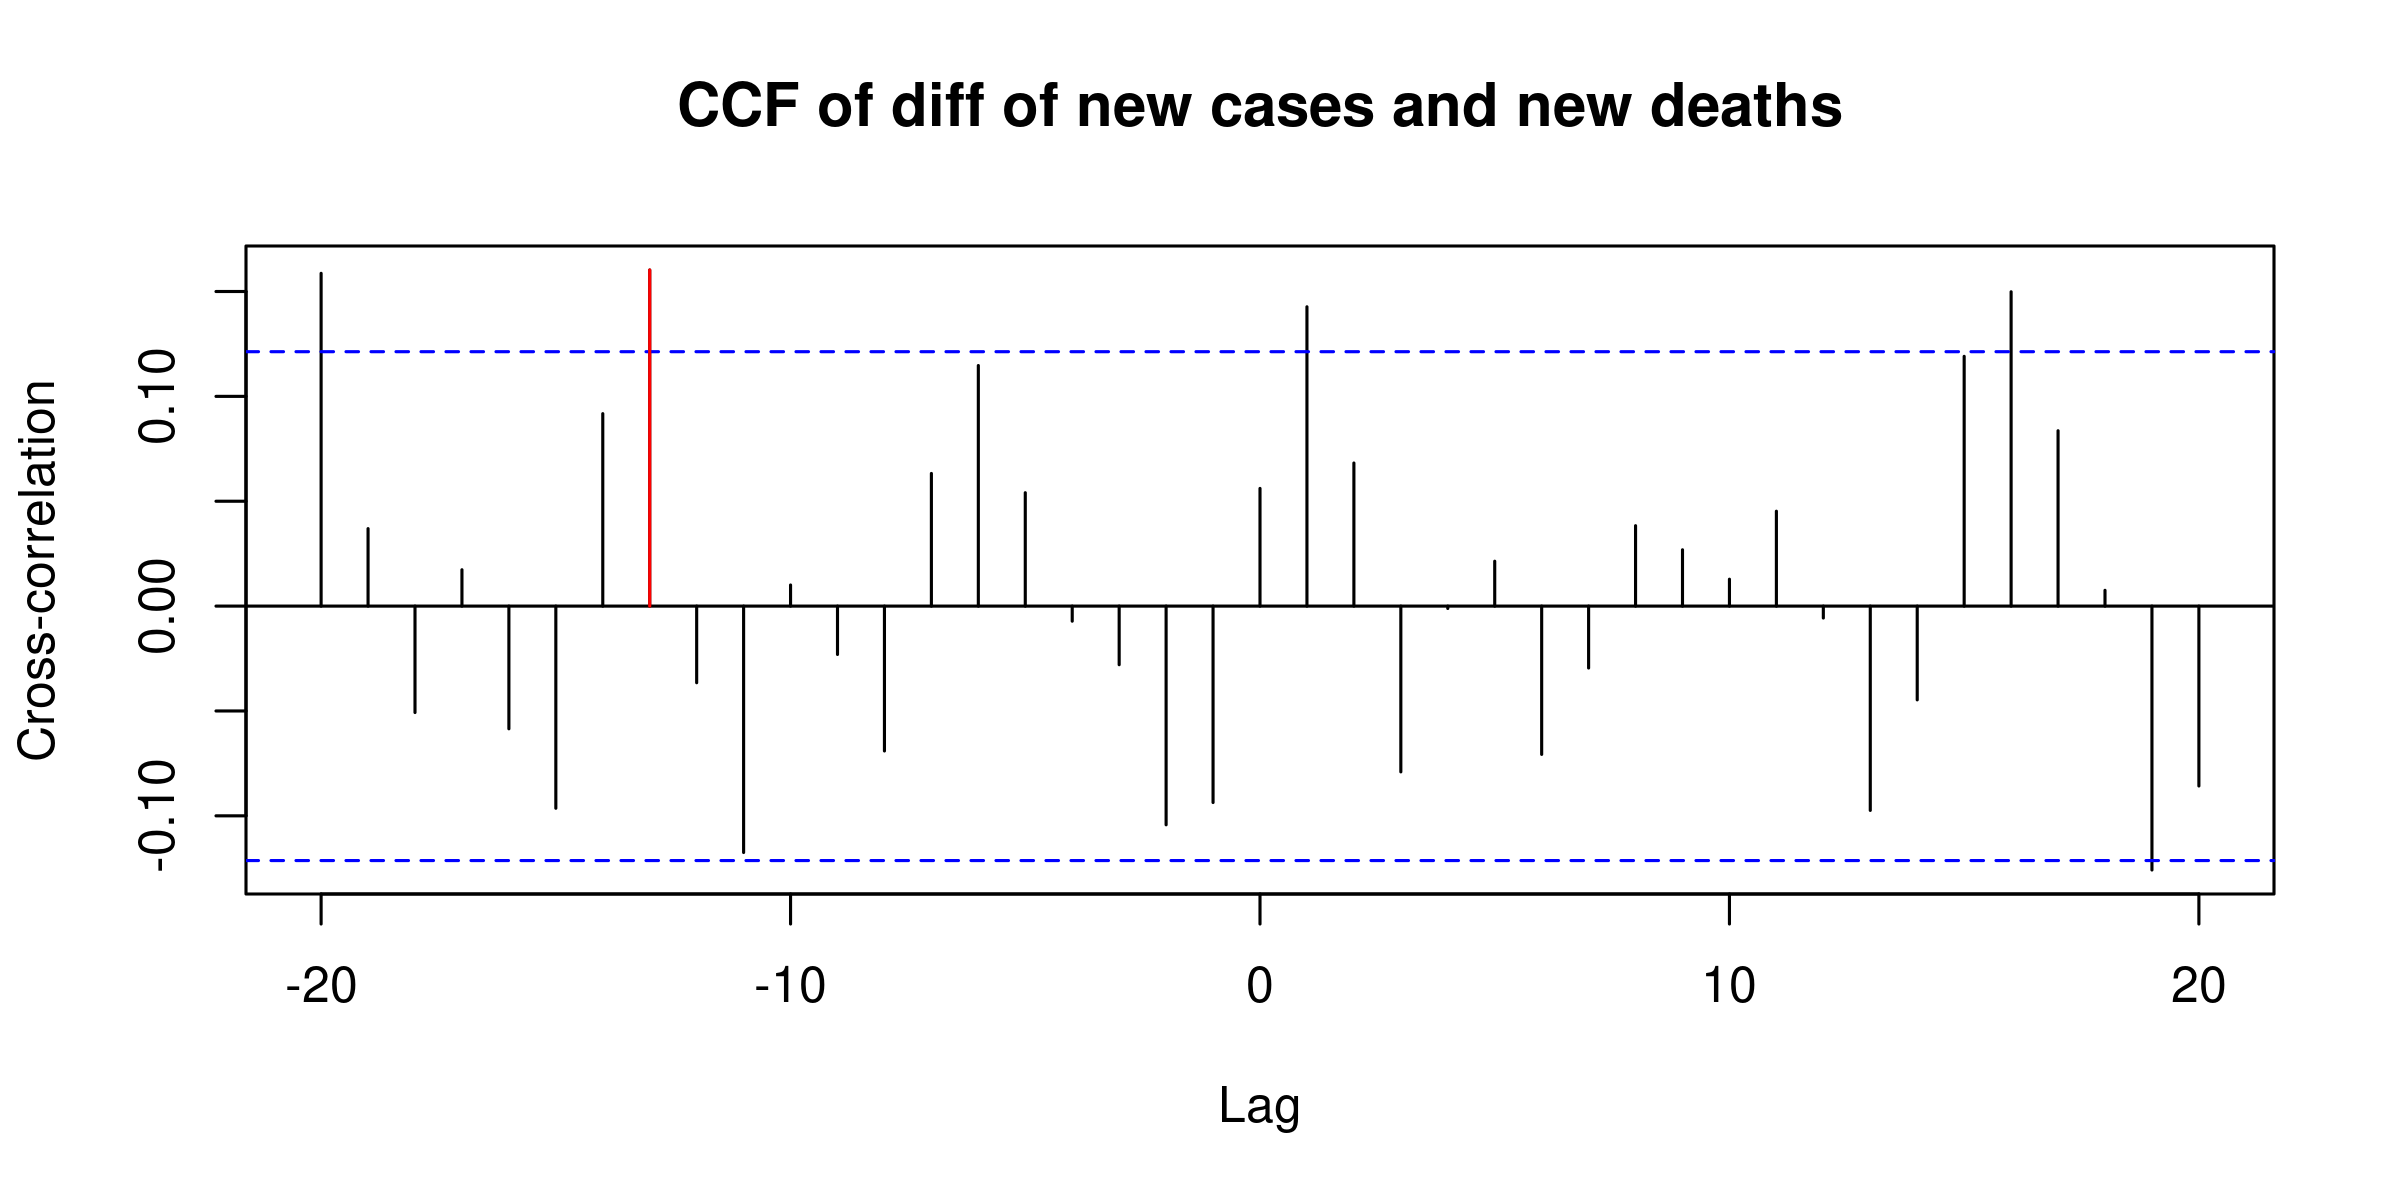 CCF of diff of new cases and new deaths
Cross-correlation
0.10
0.00
-0.10
-20 -10 0 10 20
Lag